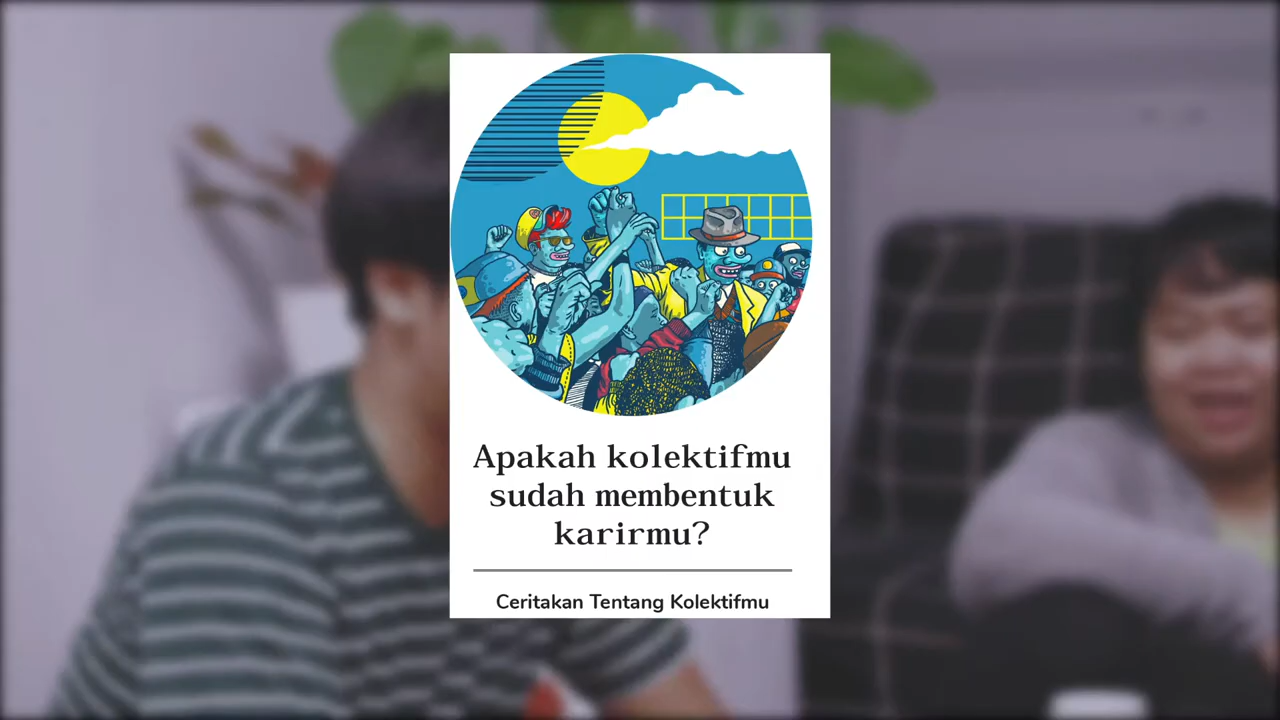 Apakah kolektifmu
sudah membentuk
karirmu?
Ceritakan Tentang Kolektifmu